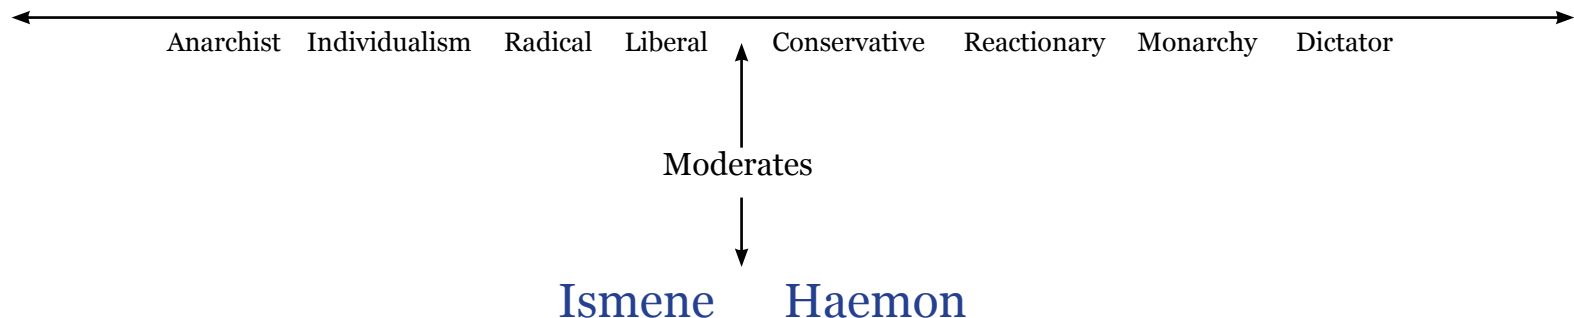 Anarchist Individualism Radical Liberal Conservative Reactionary Monarchy Dictator
Moderates
Ismene Haemon